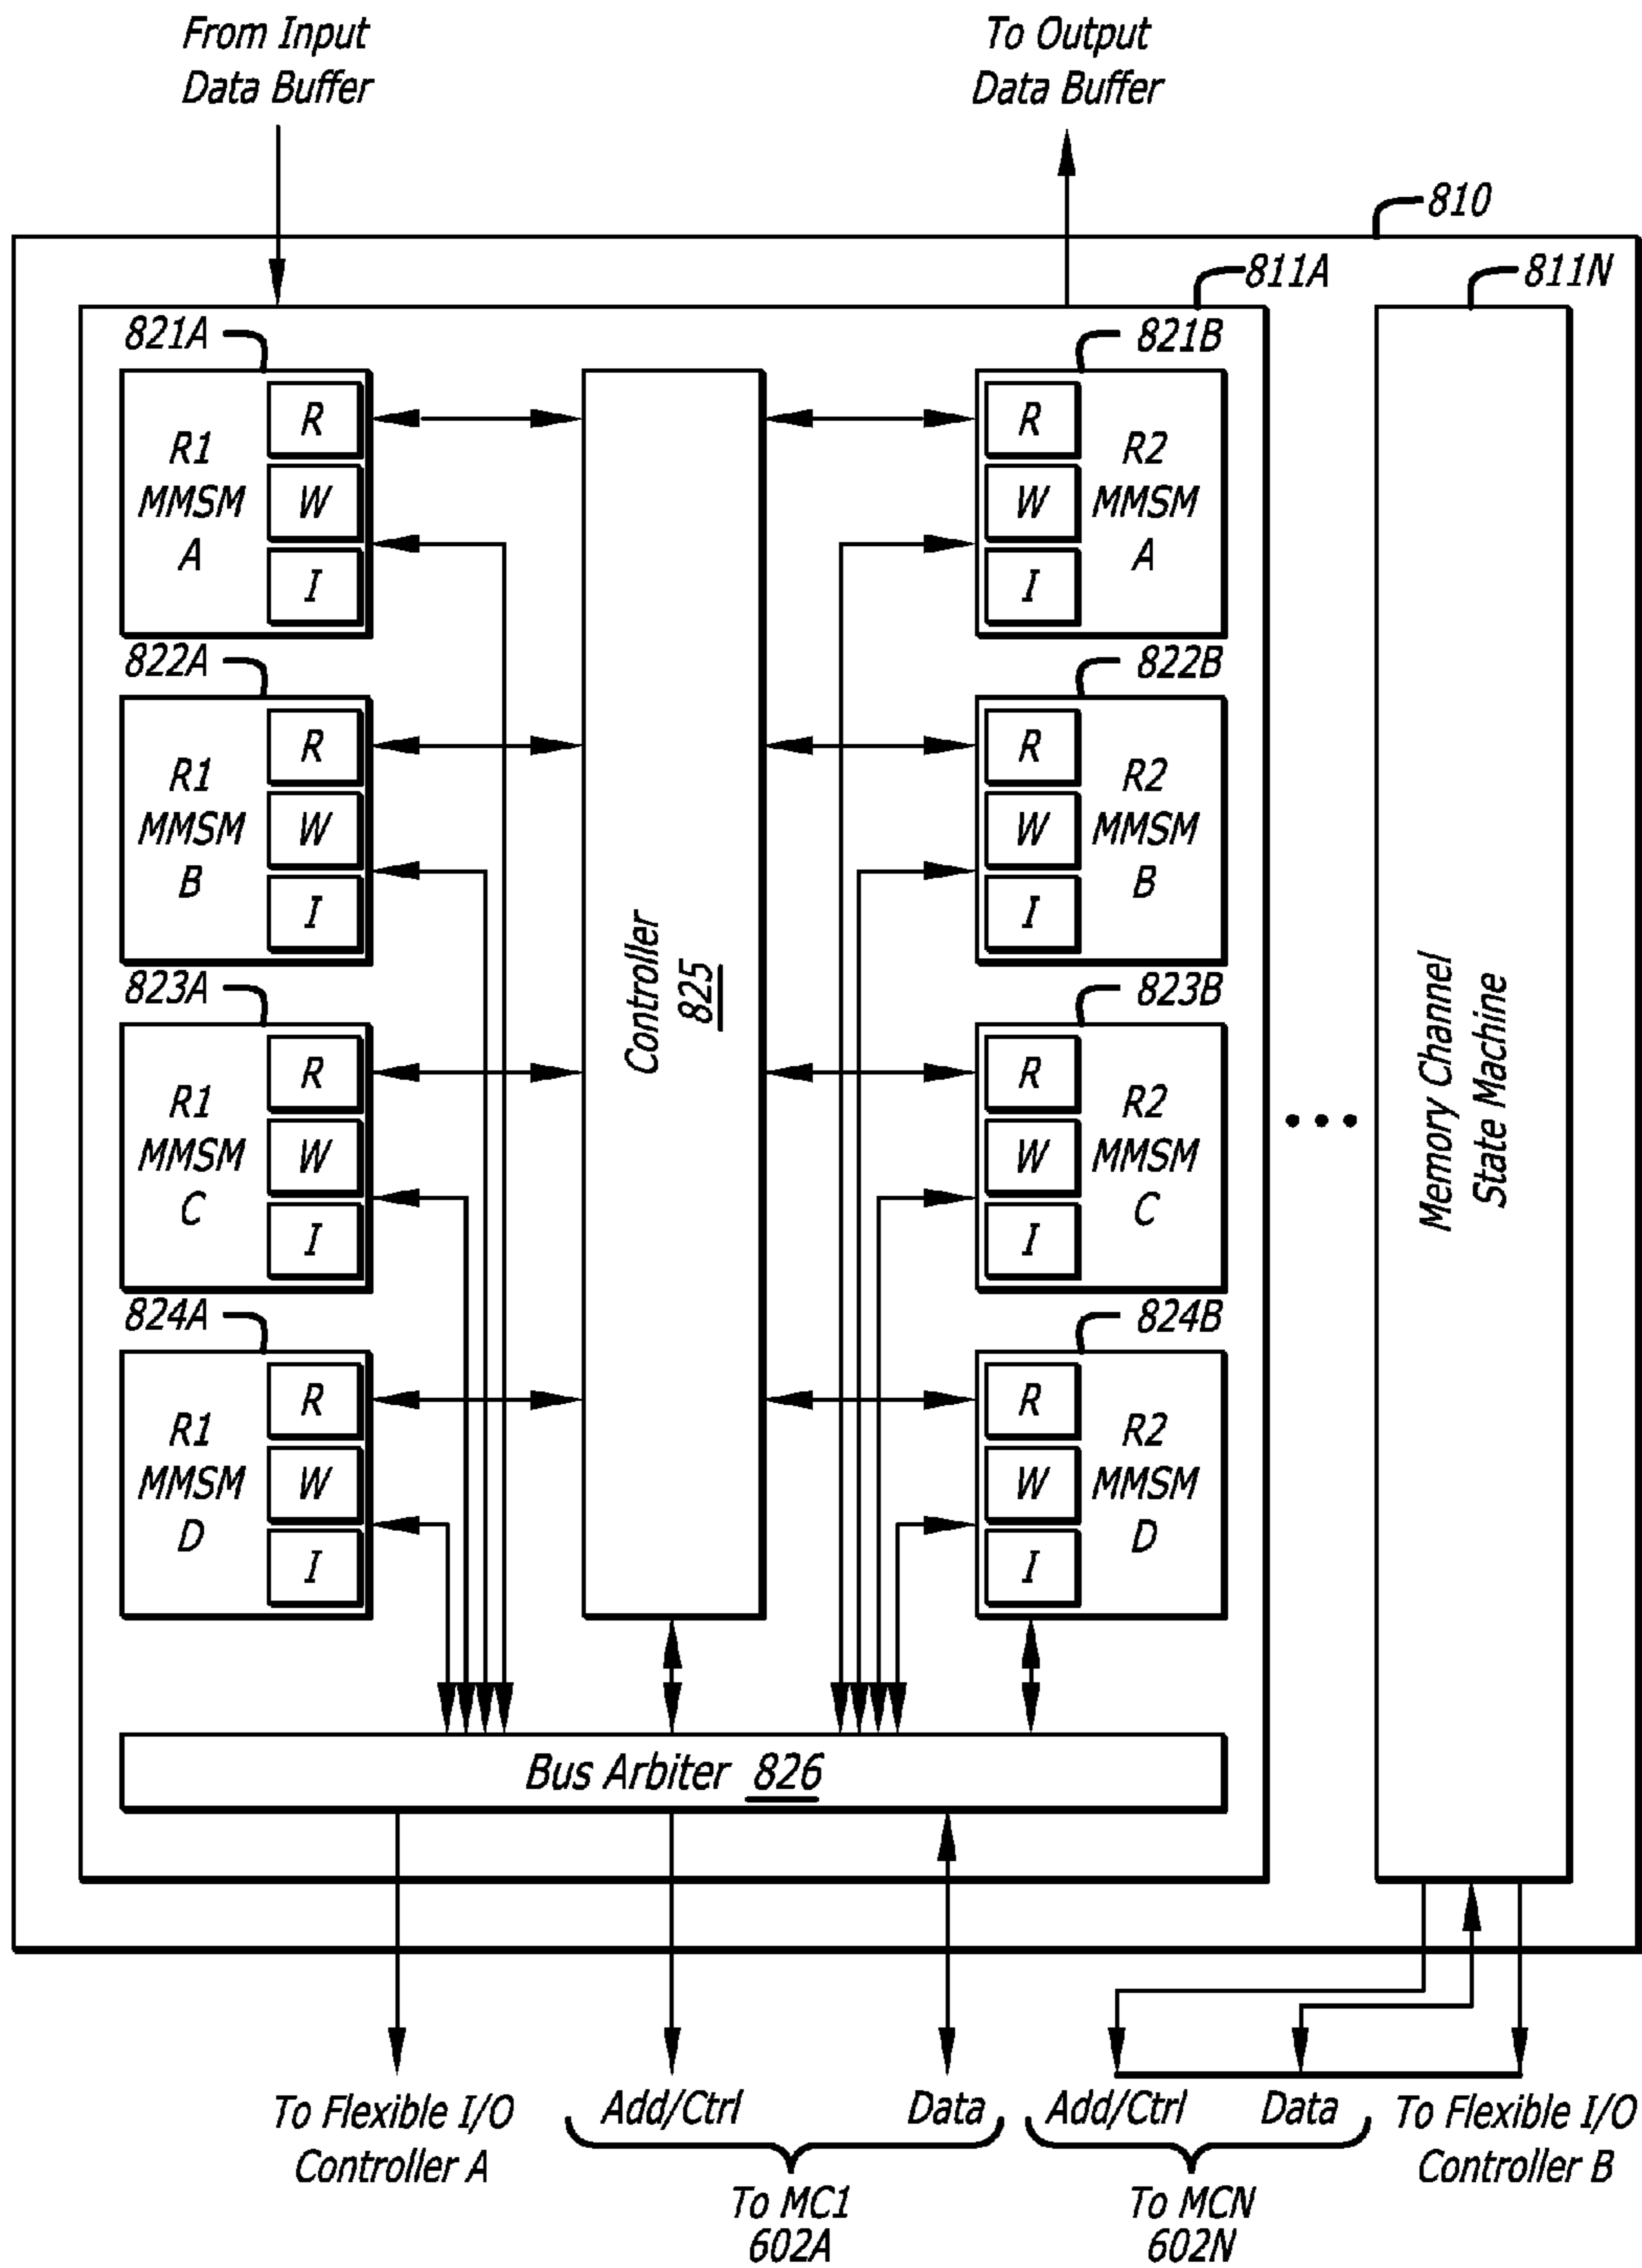 From Input
Data Buffer
To Output
Data Buffer
810
811A
811N
821A
R1
MMSM
A
R
W
I
821B
R
W
I
R2
MMSM
A
822A
R1
MMSM
B
R
W
I
822B
R
W
I
R2
MMSM
B
823A
R1
MMSM
C
R
W
I
823B
R
W
I
R2
MMSM
C
824A
R1
MMSM
D
R
W
I
824B
R
W
I
R2
MMSM
D
Controller
825
Memory Channel
State Machine
Bus Arbiter 826
To Flexible I/O
Controller A
Add/Ctrl
Data
To MC1
602A
Add/Ctrl
Data
To MCN
602N
To Flexible I/O
Controller B